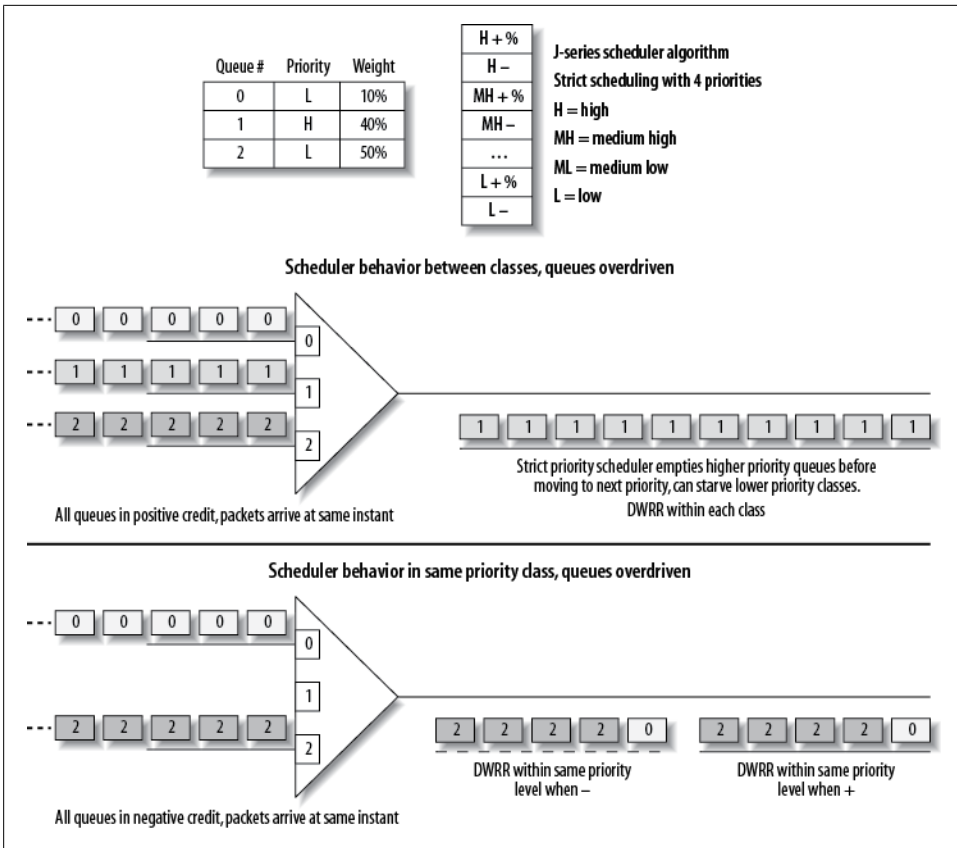 Queue # Priority Weight
0 L 10%
1 H 40%
2 L 50%
H + %
H –
MH + %
MH –
...
L + %
L –
J-series scheduler algorithm
Strict scheduling with 4 priorities
H = high
MH = medium high
ML = medium low
L = low
Scheduler behavior between classes, queues overdriven
0 0 0 0 0
0
1 1 1 1 1
1
2 2 2 2 2
2
1 1 1 1 1 1 1 1 1 1
Strict priority scheduler empties higher priority queues before
moving to next priority, can starve lower priority classes.
DWRR within each class
All queues in positive credit, packets arrive at same instant
Scheduler behavior in same priority class, queues overdriven
0 0 0 0 0
0
1
2 2 2 2 2
2
2 2 2 2 0
DWRR within same priority
level when –
2 2 2 2 0
DWRR within same priority
level when +
All queues in negative credit, packets arrive at same instant